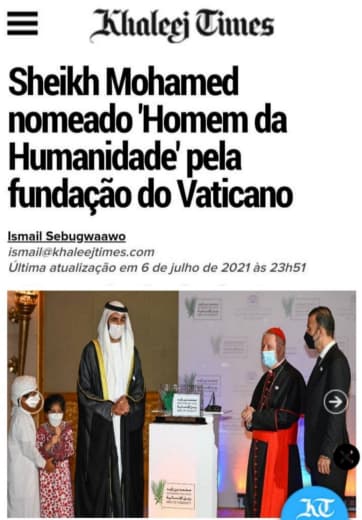 Khaleej Times
Sheikh Mohamed
nomeado 'Homem da
Humanidade' pela
fundação do Vaticano
Ismail Sebugwaawo
ismail@khaleejtimes.com
Última atualização em 6 de julho de 2021 às 23h51
KT